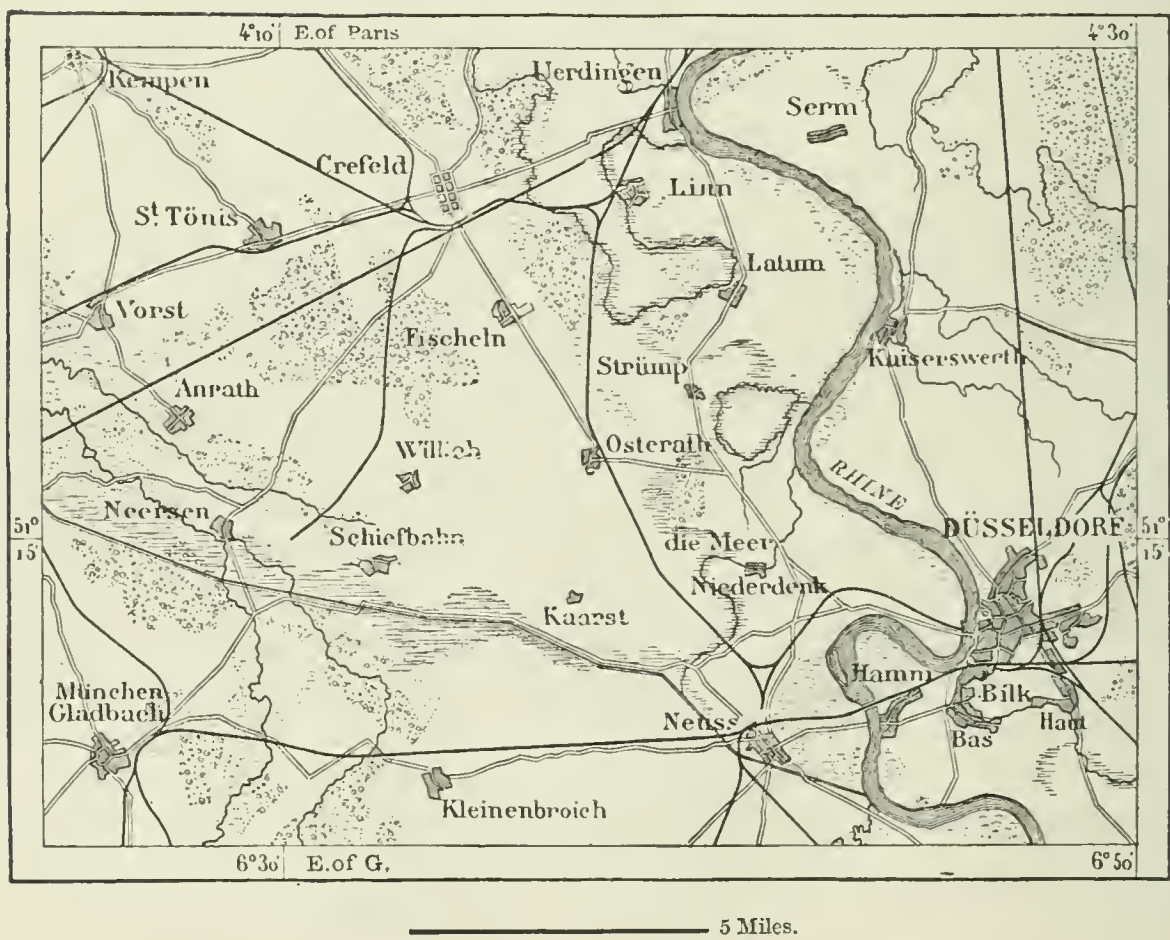 4°10' E. of Paris 4°30'
Kempen
Uerdingen
Serm
Crefeld
Linn
St. Tönis
Latum
Vorst
Fischeln
Kaiserswerth
Strümp
Anrath
Osterath
Willich
RHINE
Neersen
51° 15'
Schiefbahn
DÜSSELDORF
51° 15'
die Meer
Niederdenk
Kaarst
Hamm
München
Gladbach
Bilk
Neuss
Haut
Bas
Kleinenbroich
6°30' E. of G. 6°50'
5 Miles.